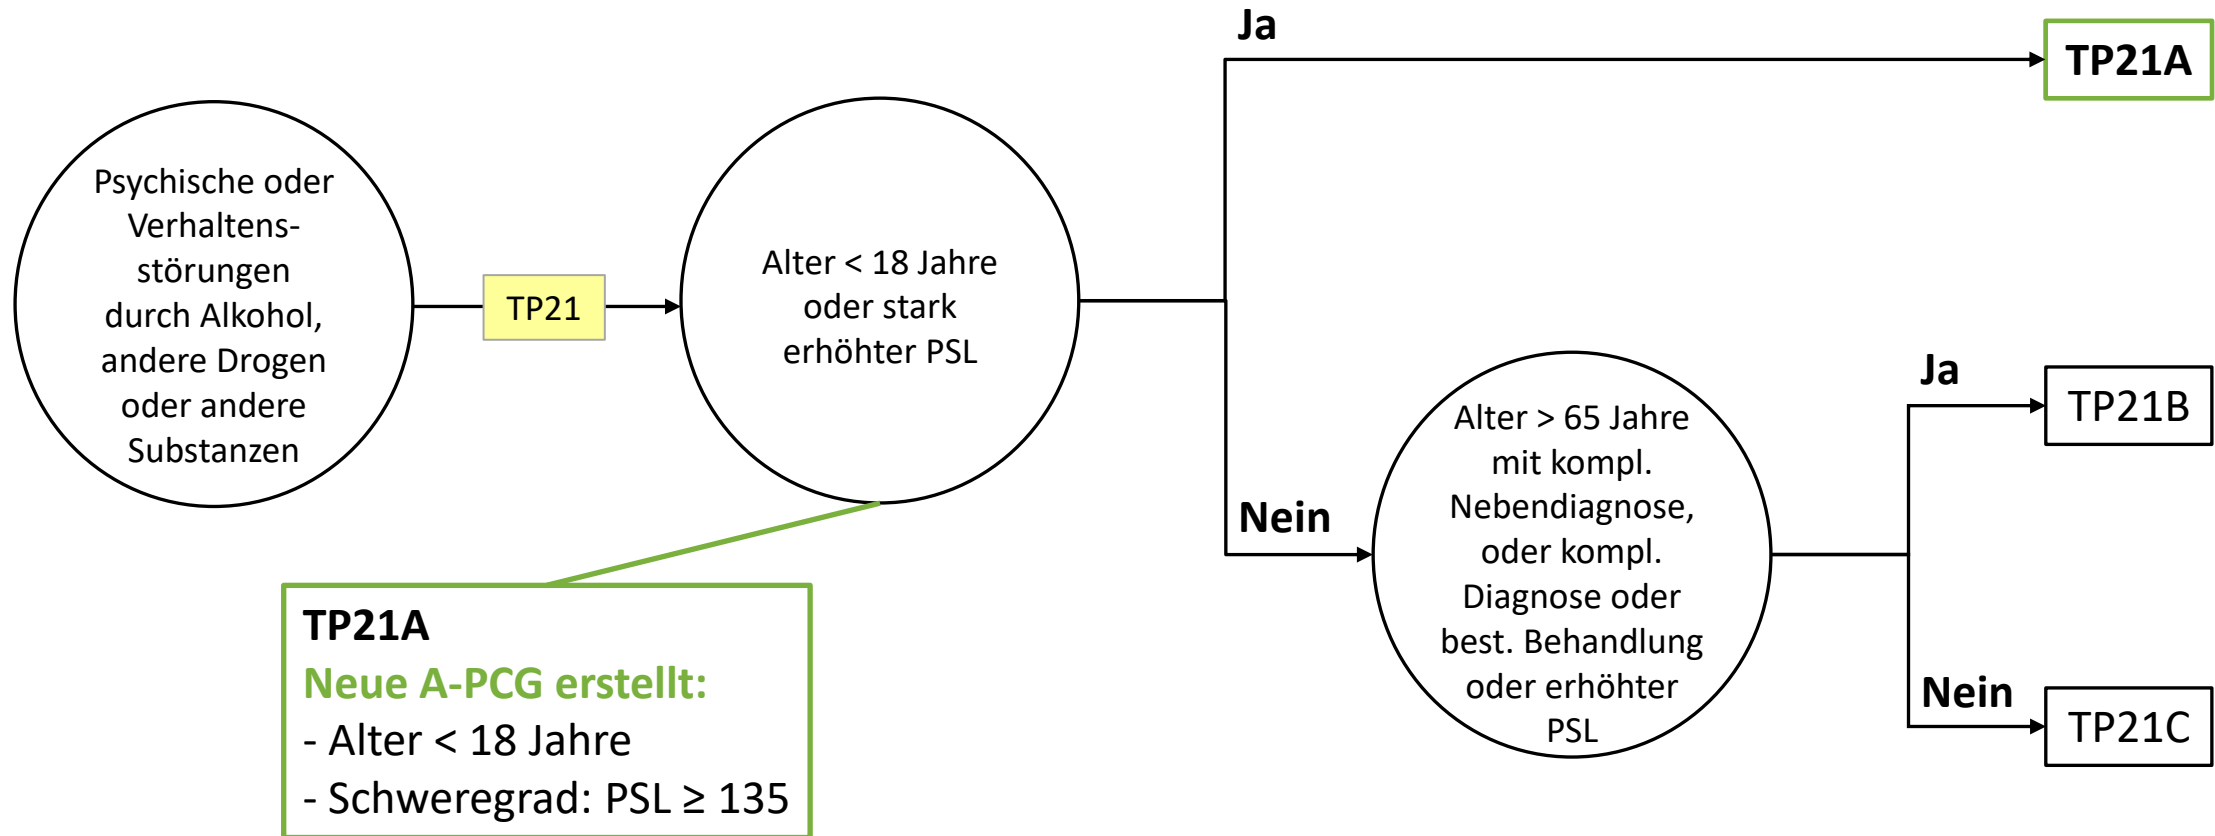 Psychische oder
Verhaltens-
störungen
durch Alkohol,
andere Drogen
oder andere
Substanzen
TP21
Alter < 18 Jahre
oder stark
erhöhter PSL
Ja
TP21A
Nein
Alter > 65 Jahre
mit kompl.
Nebendiagnose,
oder kompl.
Diagnose oder
best. Behandlung
oder erhöhter
PSL
Ja
TP21B
Nein
TP21C
TP21A
Neue A-PCG erstellt:
- Alter < 18 Jahre
- Schweregrad: PSL ≥ 135